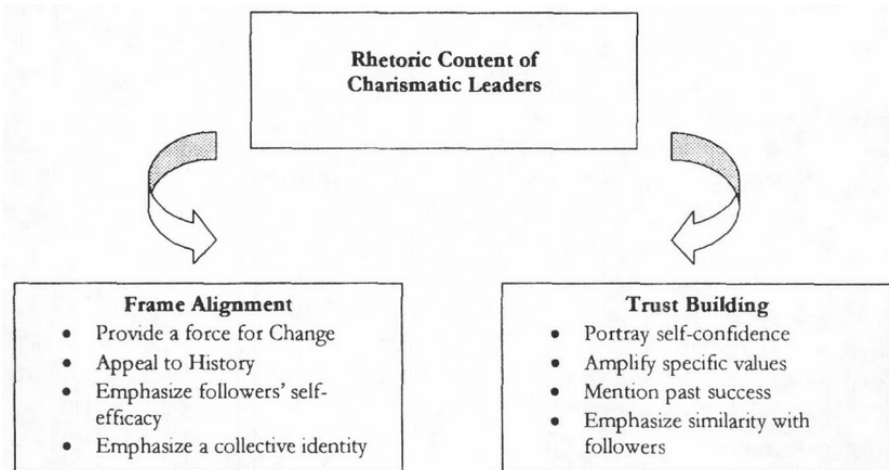 Rhetoric Content of
Charismatic Leaders
Frame Alignment
• Provide a force for Change
• Appeal to History
• Emphasize followers' self-
efficacy
• Emphasize a collective identity
Trust Building
• Portray self-confidence
• Amplify specific values
• Mention past success
• Emphasize similarity with
followers